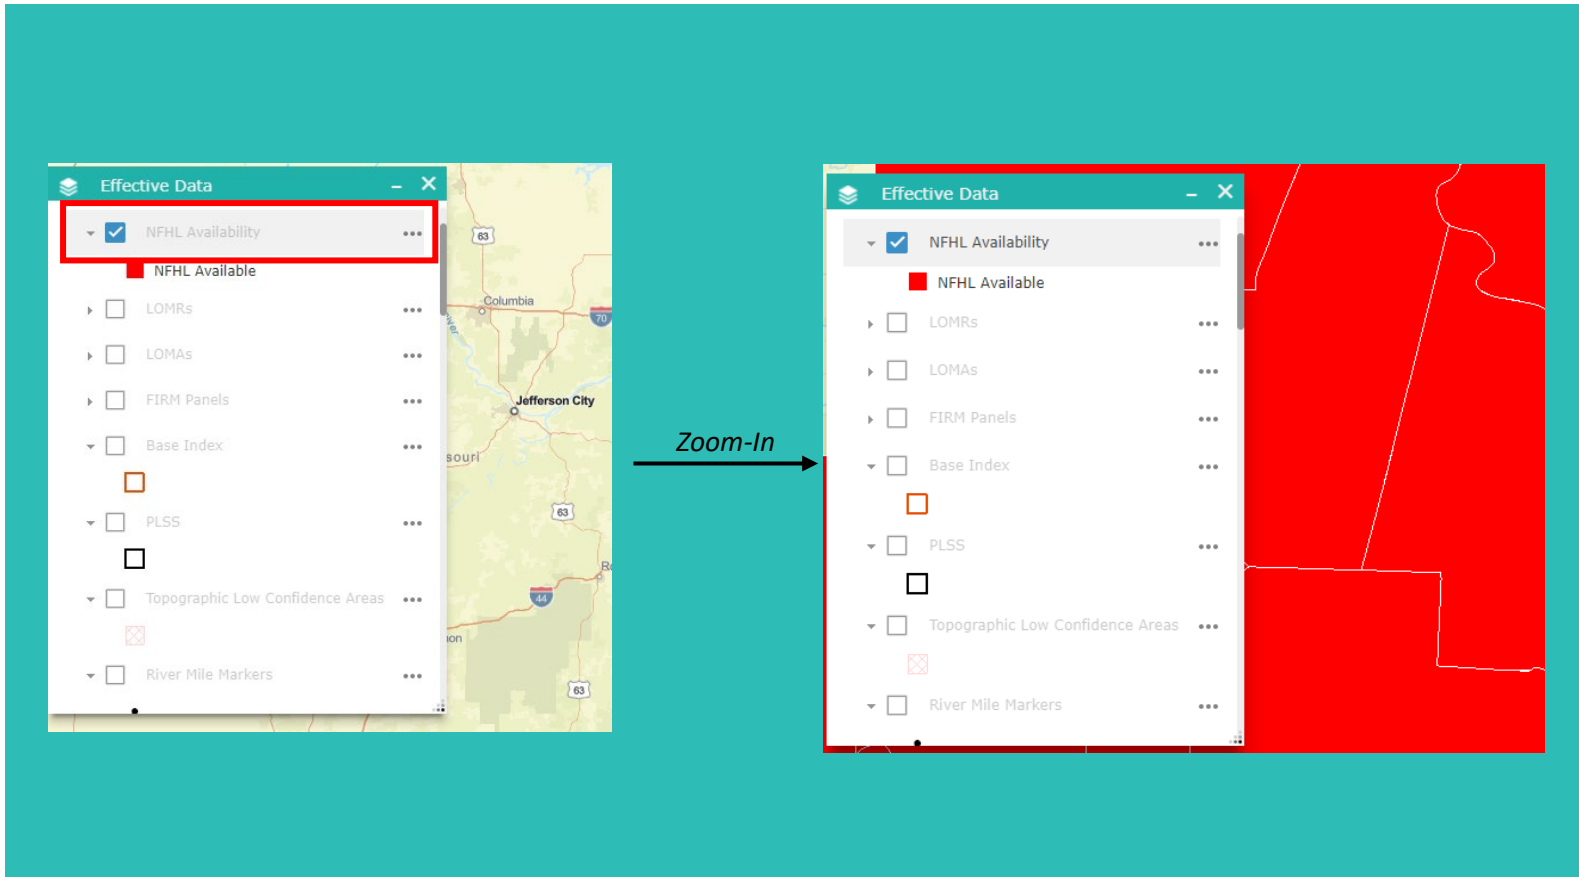 Effective Data
NFHL Availability
NFHL Available
LOMRs
LOMAs
FIRM Panels
Base Index
PLSS
Topographic Low Confidence Areas
River Mile Markers
63
Columbia
70
Jefferson City
souri
63
44
non
63
Zoom-In
Effective Data
NFHL Availability
NFHL Available
LOMRs
LOMAs
FIRM Panels
Base Index
PLSS
Topographic Low Confidence Areas
River Mile Markers